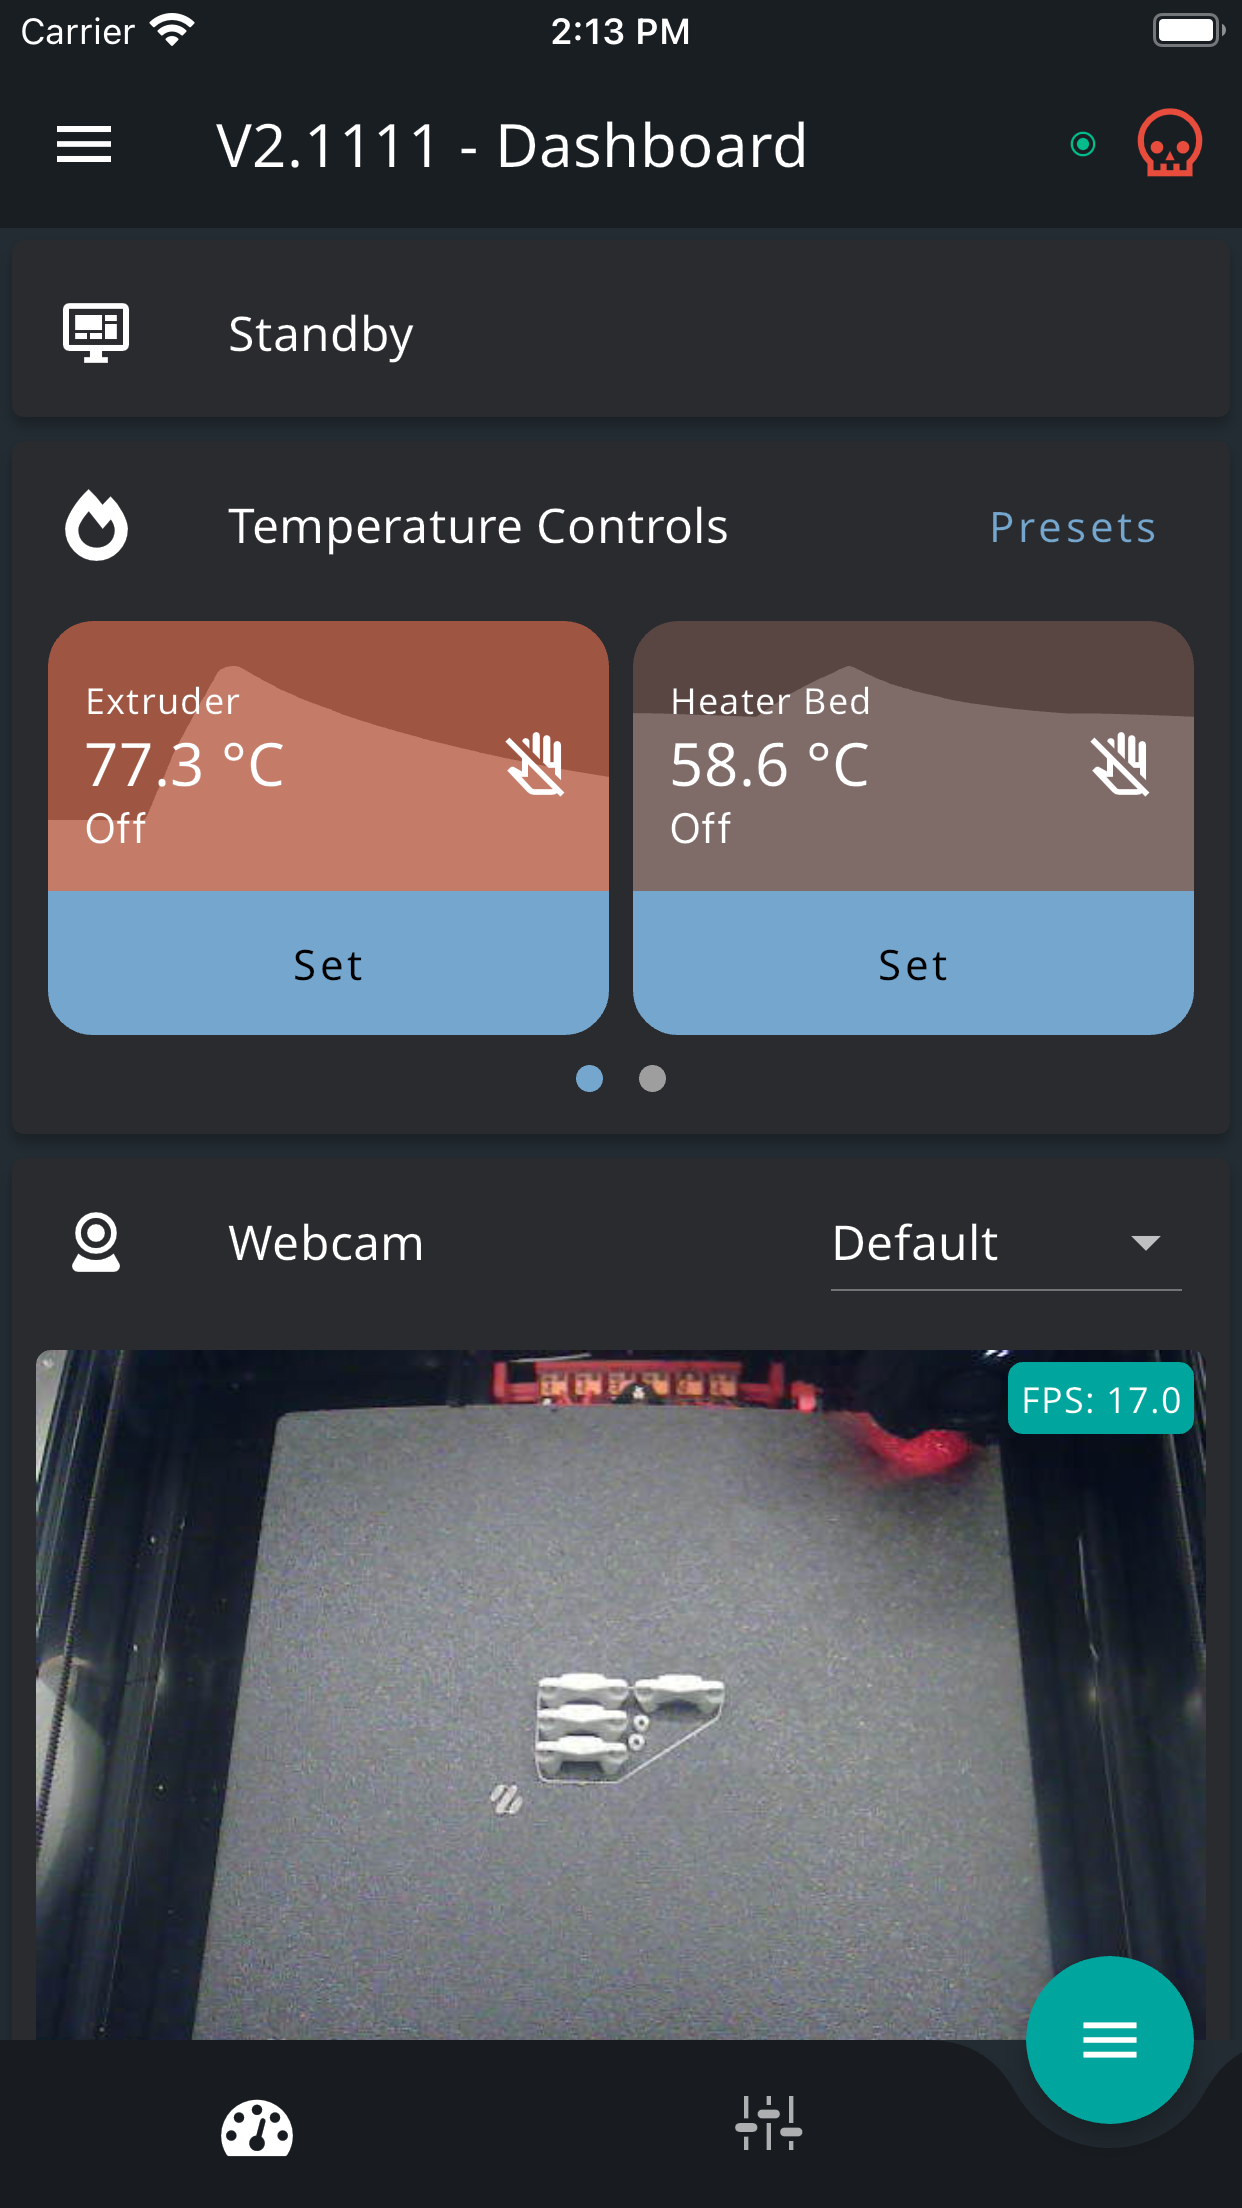 Carrier 2:13 PM
V2.1111 - Dashboard
Standby
Temperature Controls Presets
Extruder
77.3 °C
Off
Set
Heater Bed
58.6 °C
Off
Set
Webcam Default
FPS: 17.0